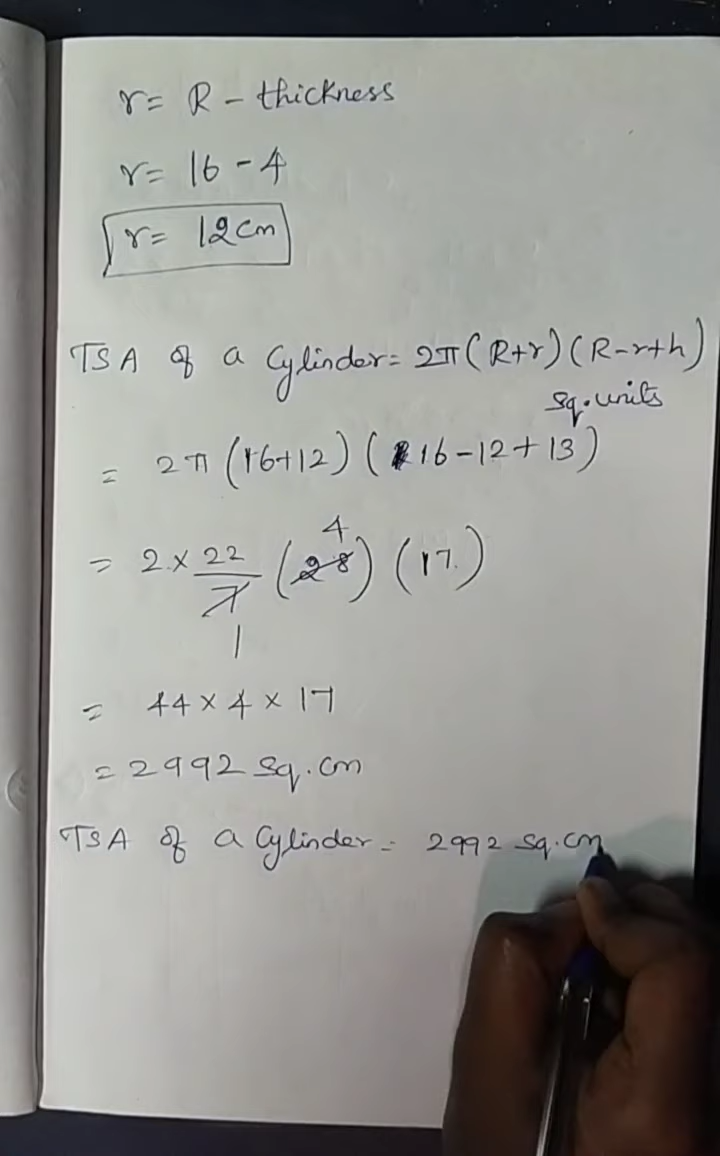 r = R - thickness
r = 16 - 4
r = 12 cm
TSA of a Cylinder = 2π (R+r) (R-r+h)
sq. units
= 2π (16+12) (16-12+13)
4
= 2 × 22/7 (28) (17)
1
= 44 × 4 × 17
= 2992 sq. cm
TSA of a Cylinder = 2992 sq. cm